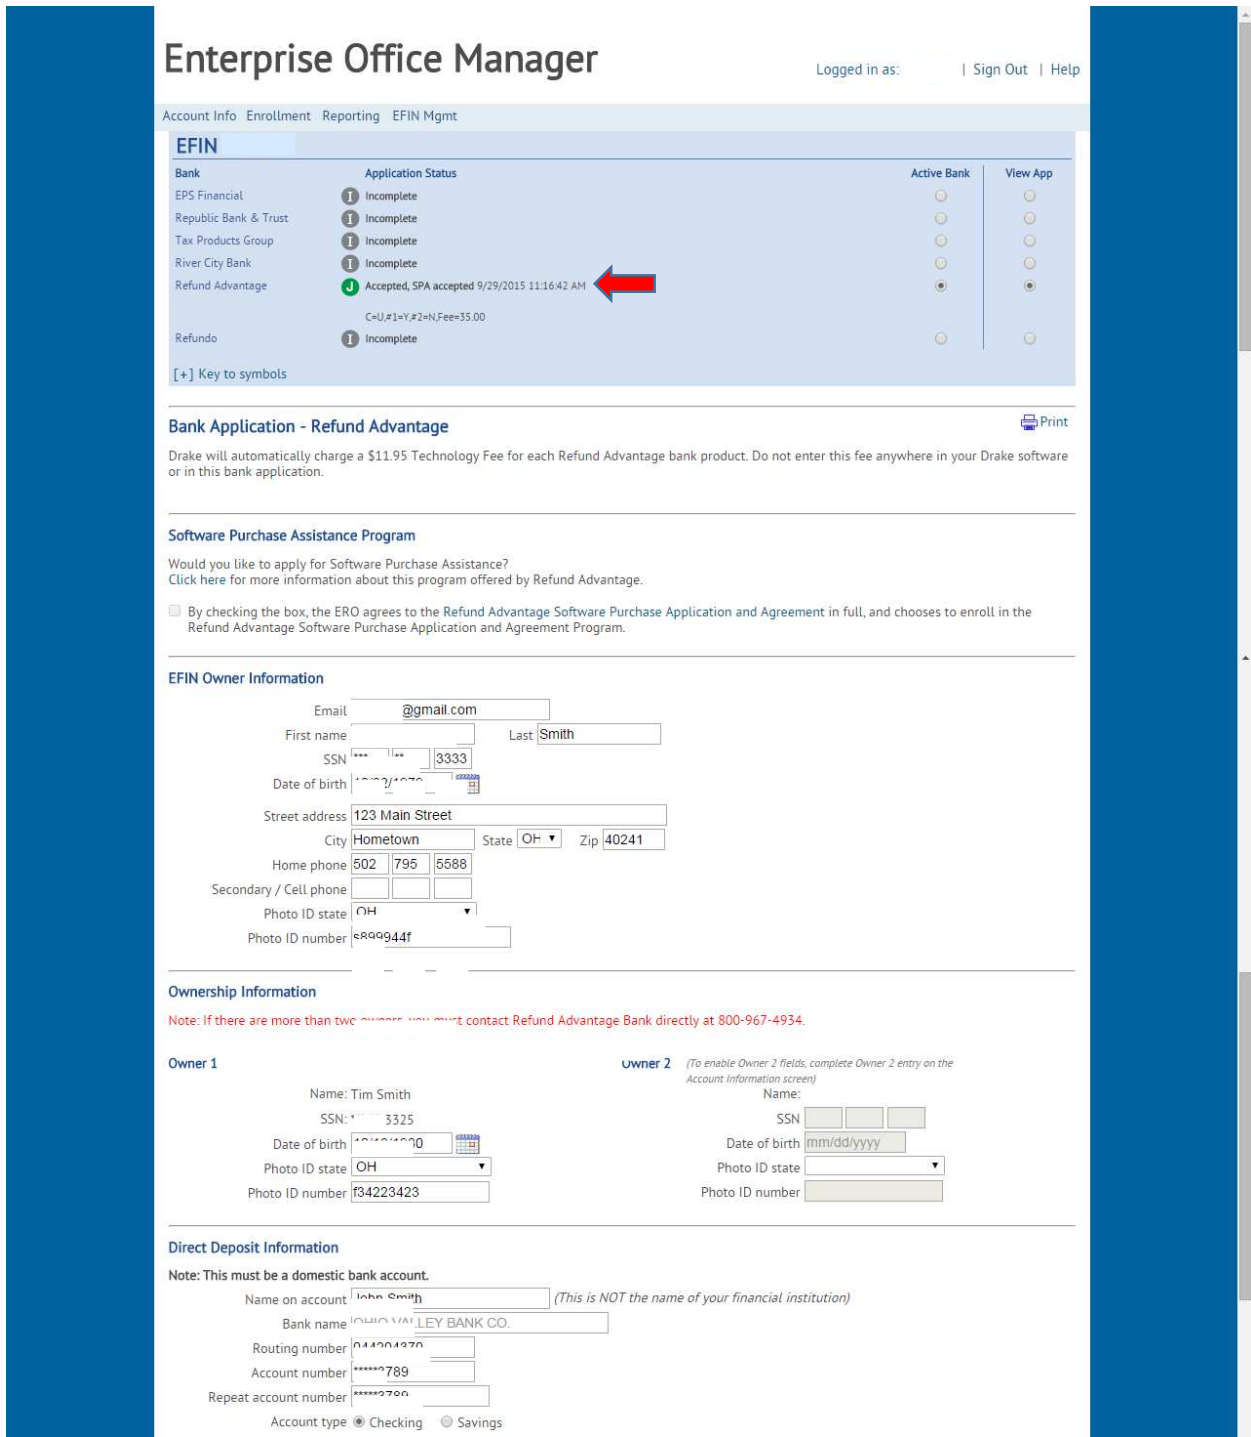 Enterprise Office Manager
Logged in as: | Sign Out | Help
Account Info Enrollment Reporting EFIN Mgmt
EFIN
Bank Application Status Active Bank View App
EPS Financial I Incomplete
Republic Bank & Trust I Incomplete
Tax Products Group I Incomplete
River City Bank I Incomplete
Refund Advantage J Accepted, SPA accepted 9/29/2015 11:16:42 AM
C=U,#1=Y,#2=N,Fee=35.00
Refundo I Incomplete
[+] Key to symbols
Bank Application - Refund Advantage Print
Drake will automatically charge a $11.95 Technology Fee for each Refund Advantage bank product. Do not enter this fee anywhere in your Drake software
or in this bank application.
Software Purchase Assistance Program
Would you like to apply for Software Purchase Assistance?
Click here for more information about this program offered by Refund Advantage.
By checking the box, the ERO agrees to the Refund Advantage Software Purchase Application and Agreement in full, and chooses to enroll in the
Refund Advantage Software Purchase Application and Agreement Program.
EFIN Owner Information
Email @gmail.com
First name Last Smith
SSN *** ** 3333
Date of birth
Street address 123 Main Street
City Hometown State OH Zip 40241
Home phone 502 795 5588
Secondary / Cell phone
Photo ID state OH
Photo ID number s899944f
Ownership Information
Note: If there are more than two owners, you must contact Refund Advantage Bank directly at 800-967-4934.
Owner 1 Owner 2 (To enable Owner 2 fields, complete Owner 2 entry on the
Account Information screen)
Name: Tim Smith Name:
SSN: 3325 SSN
Date of birth Date of birth mm/dd/yyyy
Photo ID state OH Photo ID state
Photo ID number f34223423 Photo ID number
Direct Deposit Information
Note: This must be a domestic bank account.
Name on account John Smith (This is NOT the name of your financial institution)
Bank name OHIO VALLEY BANK CO.
Routing number
Account number 789
Repeat account number
Account type Checking Savings